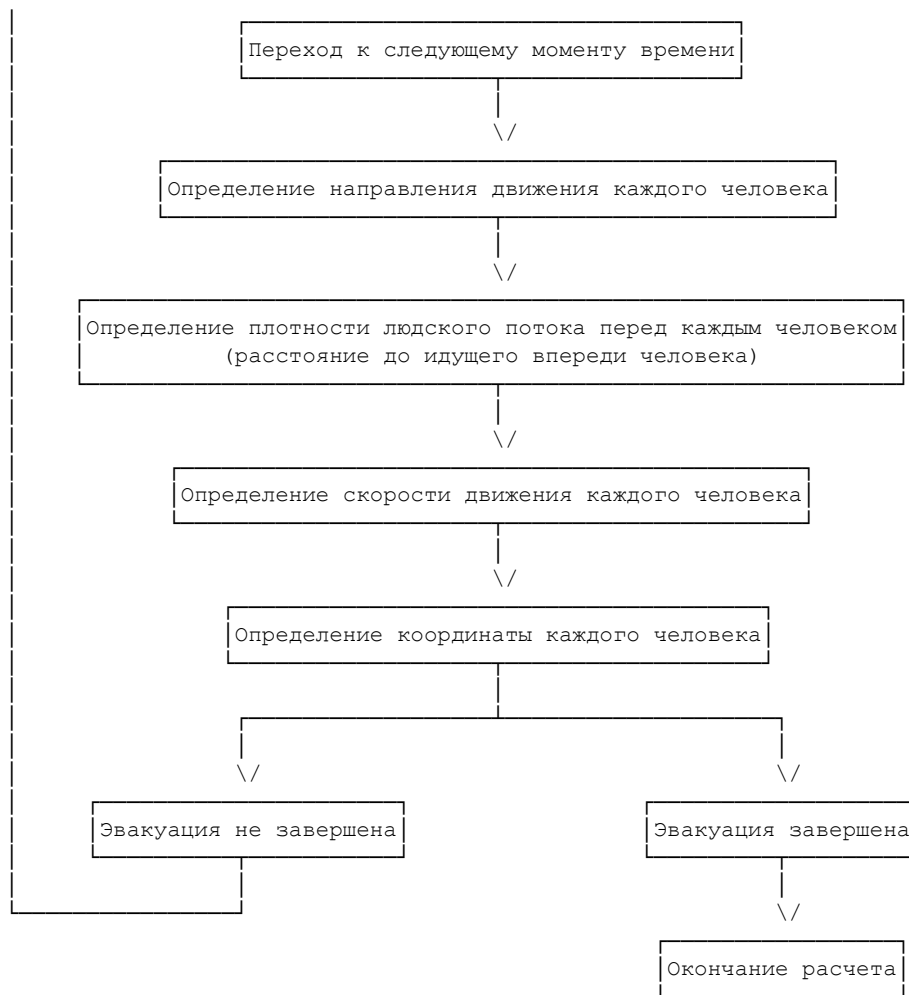 Переход к следующему моменту времени
Определение направления движения каждого человека
Определение плотности людского потока перед каждым человеком
(расстояние до идущего впереди человека)
Определение скорости движения каждого человека
Определение координаты каждого человека
Эвакуация не завершена
Эвакуация завершена
Окончание расчета